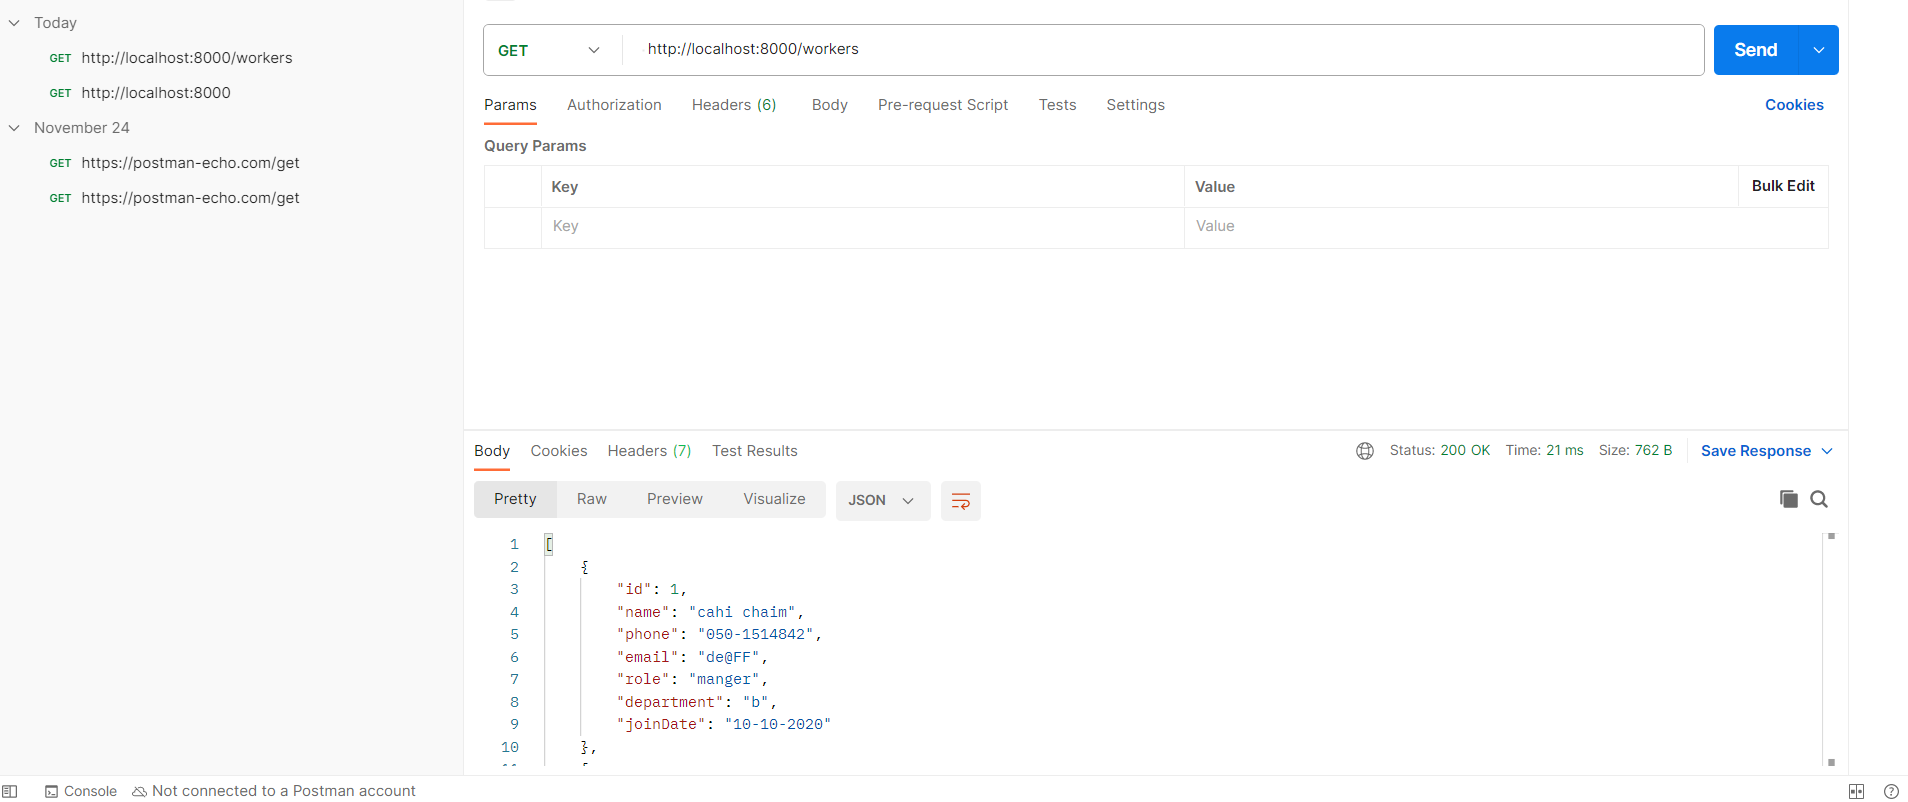 Today
GET http://localhost:8000/workers
GET http://localhost:8000
November 24
GET https://postman-echo.com/get
GET https://postman-echo.com/get
GET http://localhost:8000/workers Send
Params Authorization Headers (6) Body Pre-request Script Tests Settings Cookies
Query Params
Key Value Bulk Edit
Key Value
Body Cookies Headers (7) Test Results Status: 200 OK Time: 21 ms Size: 762 B Save Response
Pretty Raw Preview Visualize JSON
1 [
2 {
3 "id": 1,
4 "name": "cahi chaim",
5 "phone": "050-1514842",
6 "email": "de@FF",
7 "role": "manger",
8 "department": "b",
9 "joinDate": "10-10-2020"
10 },
Console Not connected to a Postman account